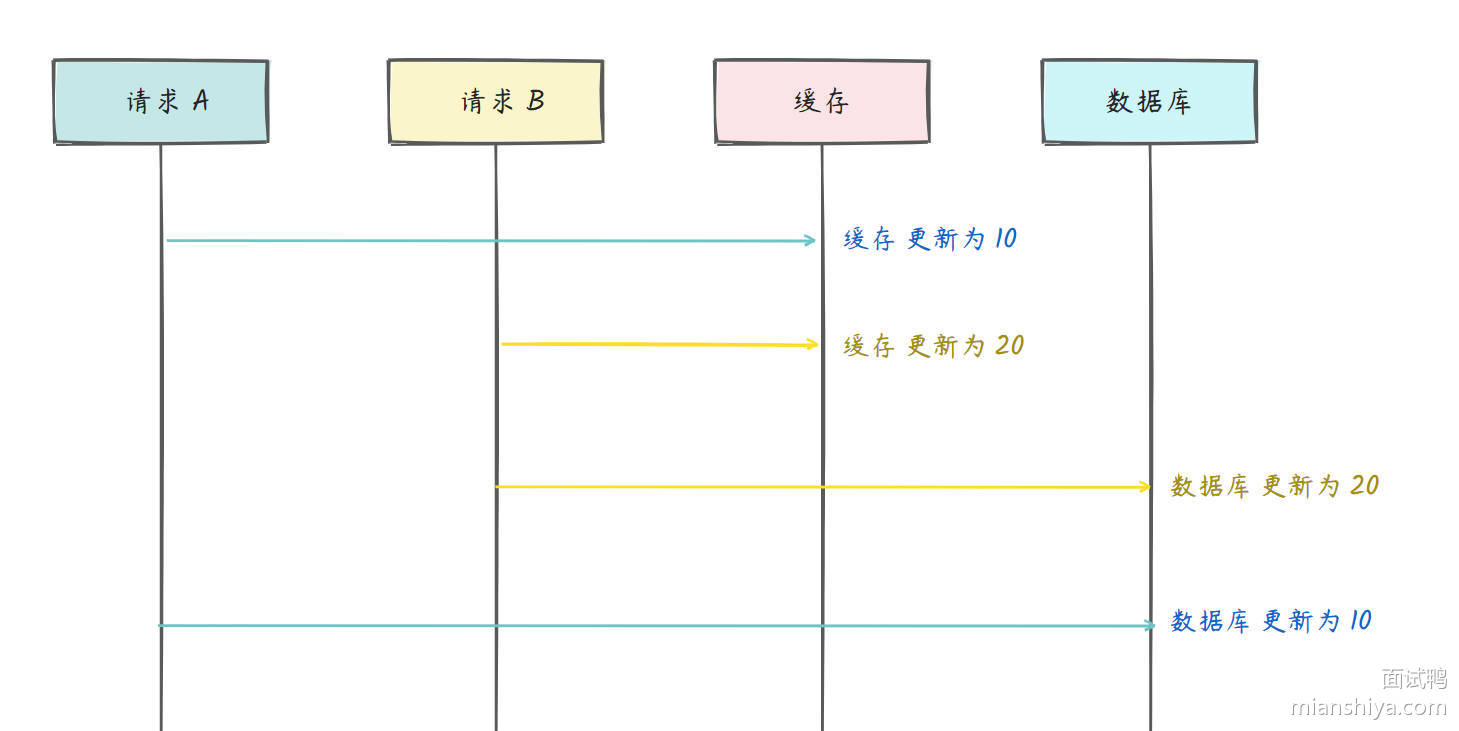 请求 A
请求 B
缓存
数据库
缓存 更新为 10
缓存 更新为 20
数据库 更新为 20
数据库 更新为 10
面试鸭
mianshiya.com